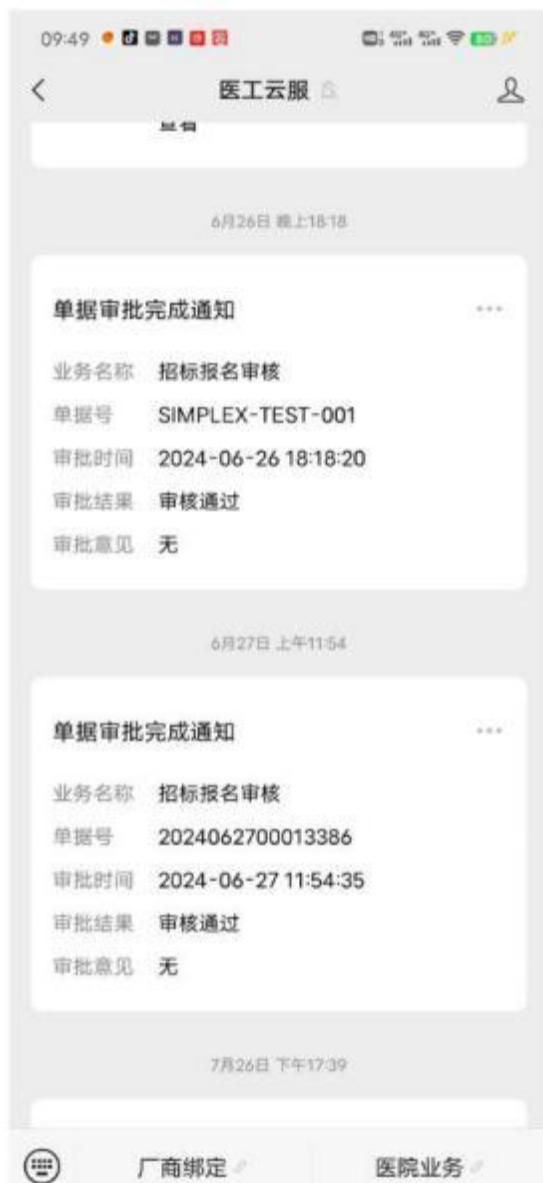 09:49
医工云服
查看
6月26日 晚上18:18
单据审批完成通知
业务名称 招标报名审核
单据号 SIMPLEX-TEST-001
审批时间 2024-06-26 18:18:20
审批结果 审核通过
审批意见 无
6月27日 上午11:54
单据审批完成通知
业务名称 招标报名审核
单据号 2024062700013386
审批时间 2024-06-27 11:54:35
审批结果 审核通过
审批意见 无
7月26日 下午17:39
厂商绑定
医院业务